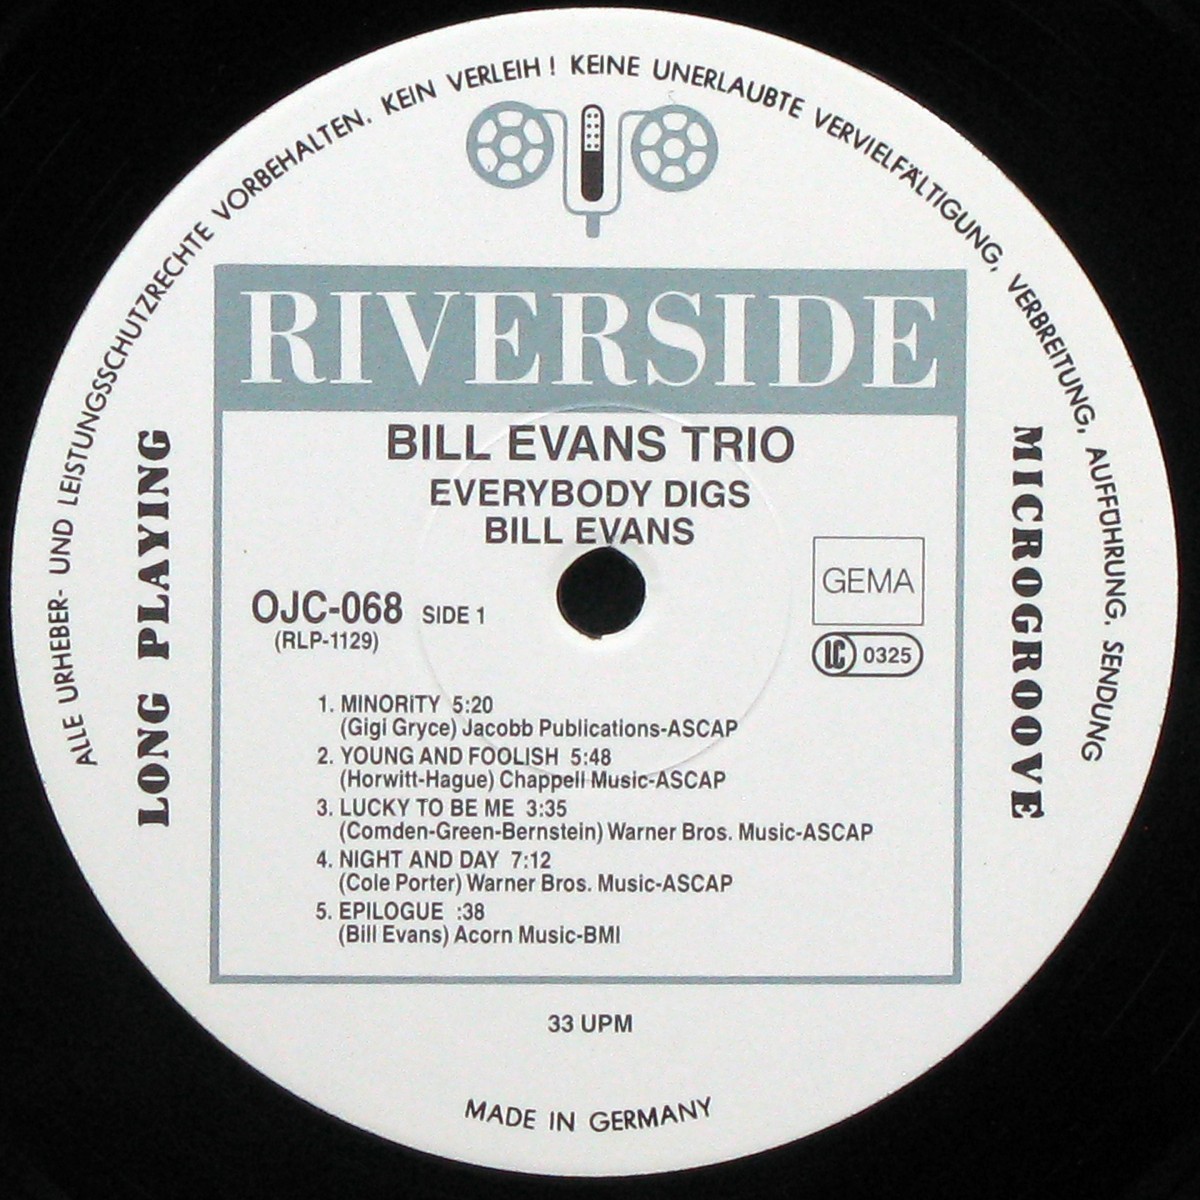 ALLE URHEBER- UND LEISTUNGSSCHUTZRECHTE VORBEHALTEN. KEIN VERLEIH! KEINE UNERLAUBTE VERVIELFÄLTIGUNG, VERBREITUNG, AUFFÜHRUNG, SENDUNG
RIVERSIDE
LONG PLAYING
MICROGROOVE
BILL EVANS TRIO
EVERYBODY DIGS
BILL EVANS
GEMA
OJC-068 SIDE 1
(RLP-1129)
LC 0325
1. MINORITY 5:20
(Gigi Gryce) Jacobb Publications-ASCAP
2. YOUNG AND FOOLISH 5:48
(Horwitt-Hague) Chappell Music-ASCAP
3. LUCKY TO BE ME 3:35
(Comden-Green-Bernstein) Warner Bros. Music-ASCAP
4. NIGHT AND DAY 7:12
(Cole Porter) Warner Bros. Music-ASCAP
5. EPILOGUE :38
(Bill Evans) Acorn Music-BMI
33 UPM
MADE IN GERMANY